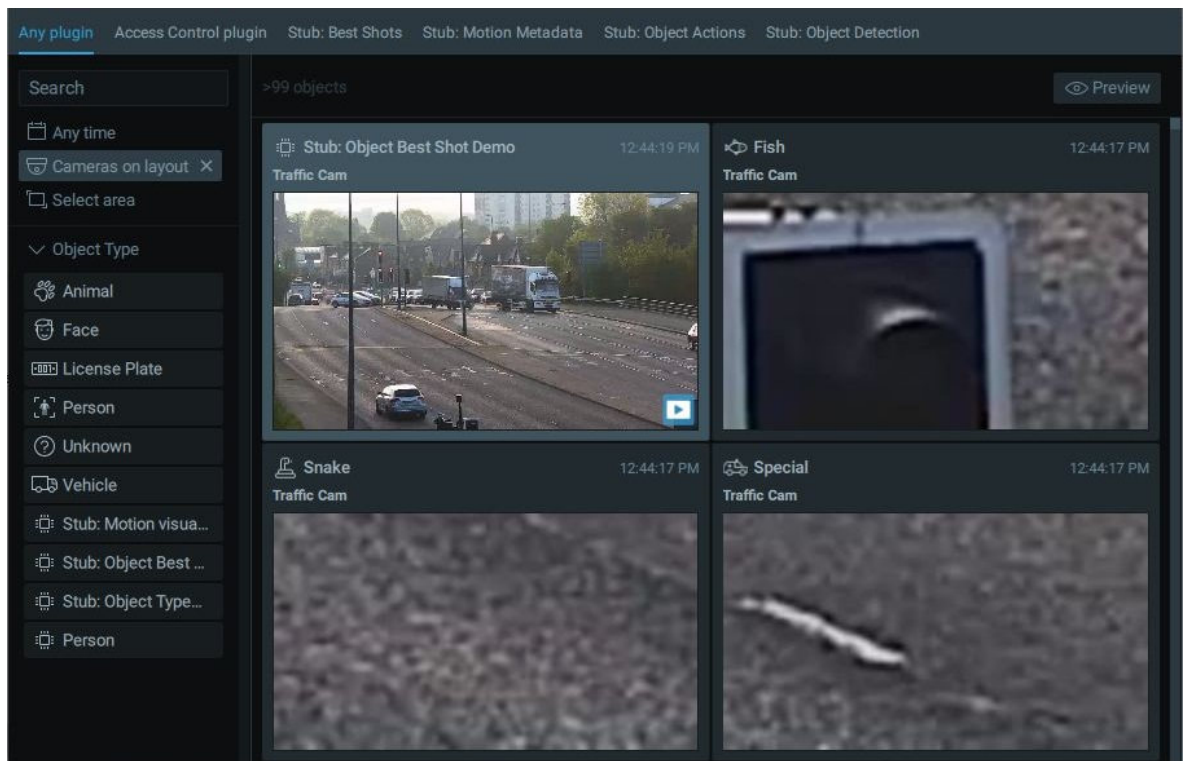 Any plugin Access Control plugin Stub: Best Shots Stub: Motion Metadata Stub: Object Actions Stub: Object Detection
Search
>99 objects
Preview
Any time
Cameras on layout
Select area
Object Type
Animal
Face
License Plate
Person
Unknown
Vehicle
Stub: Motion visua...
Stub: Object Best ...
Stub: Object Type...
Person
Stub: Object Best Shot Demo 12:44:19 PM
Traffic Cam
Fish 12:44:17 PM
Traffic Cam
Snake 12:44:17 PM
Traffic Cam
Special 12:44:17 PM
Traffic Cam